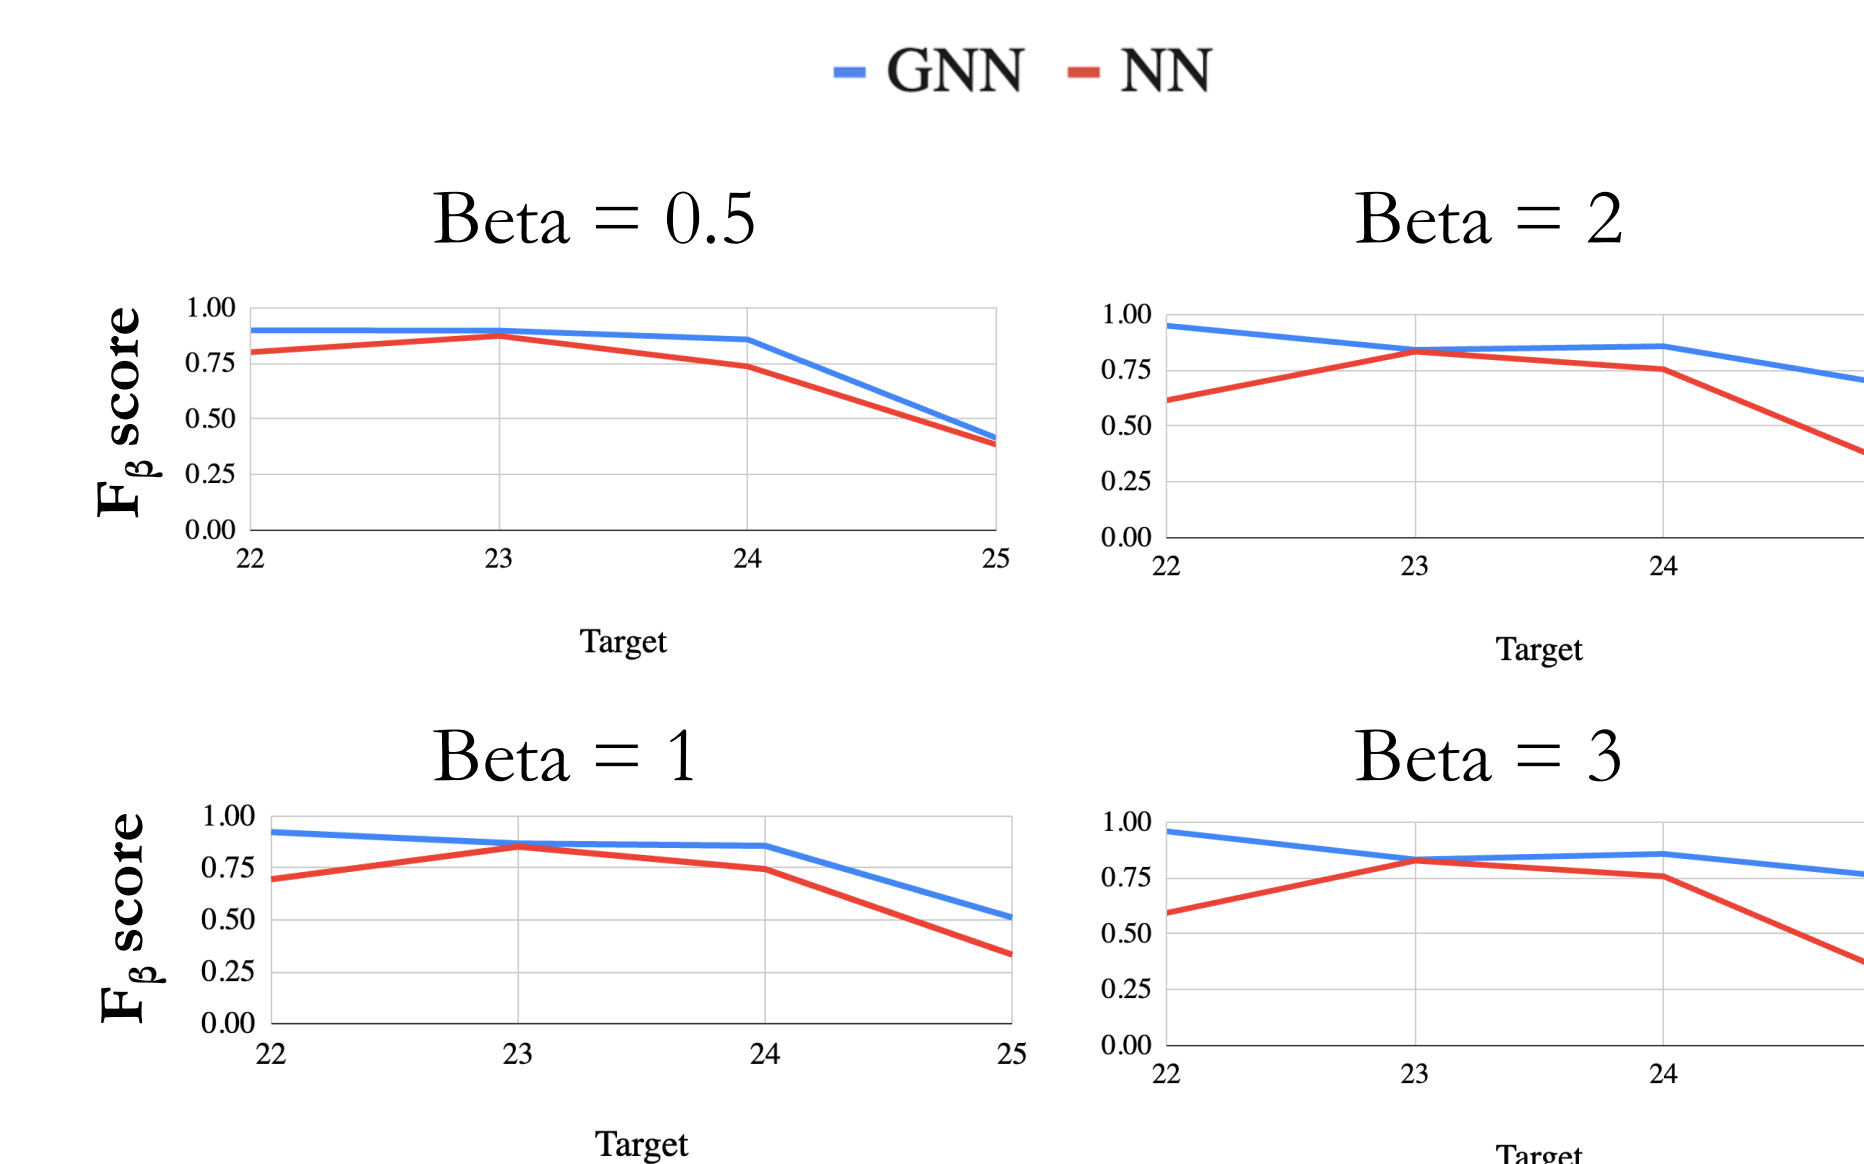 GNN NN
Beta = 0.5
Fβ score
1.00
0.75
0.50
0.25
0.00
22 23 24 25
Target
Beta = 2
1.00
0.75
0.50
0.25
0.00
22 23 24
Target
Beta = 1
Fβ score
1.00
0.75
0.50
0.25
0.00
22 23 24 25
Target
Beta = 3
1.00
0.75
0.50
0.25
0.00
22 23 24
Target